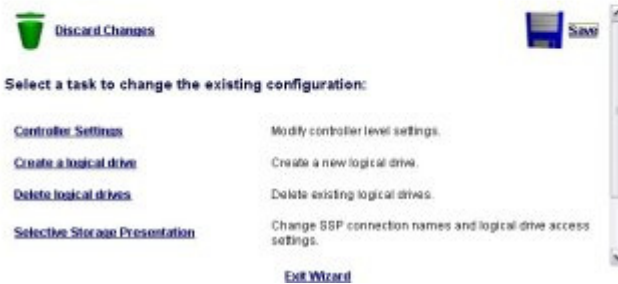 Discard Changes
Save
Select a task to change the existing configuration:
Controller Settings
Modify controller level settings.
Create a logical drive
Create a new logical drive.
Delete logical drives
Delete existing logical drives.
Selective Storage Presentation
Change SSP connection names and logical drive access
settings.
Exit Wizard